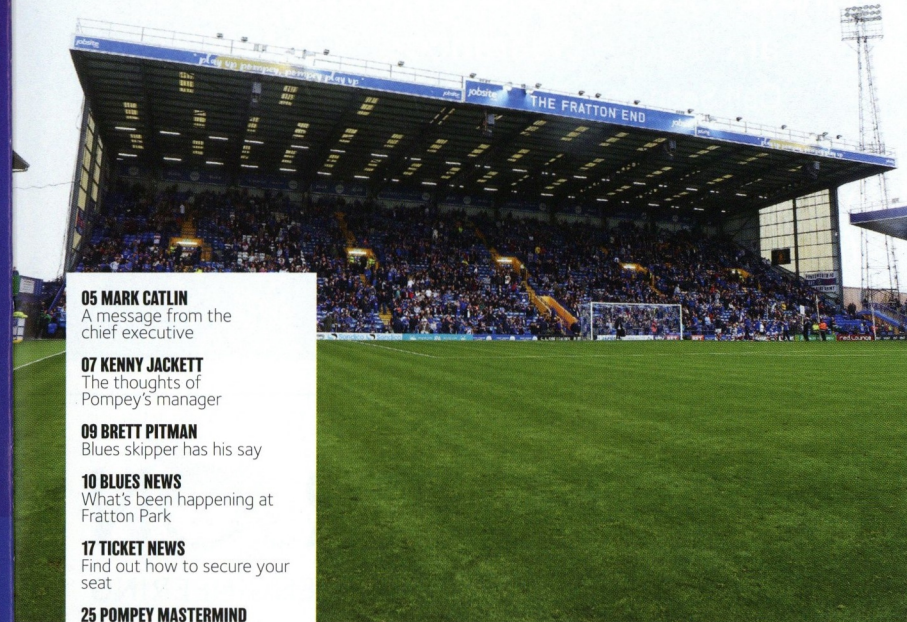 jobsite
jobsite
THE FRATTON END
05 MARK CATLIN
A message from the
chief executive
07 KENNY JACKETT
The thoughts of
Pompey's manager
09 BRETT PITMAN
Blues skipper has his say
10 BLUES NEWS
What's been happening at
Fratton Park
17 TICKET NEWS
Find out how to secure your
seat
25 POMPEY MASTERMIND